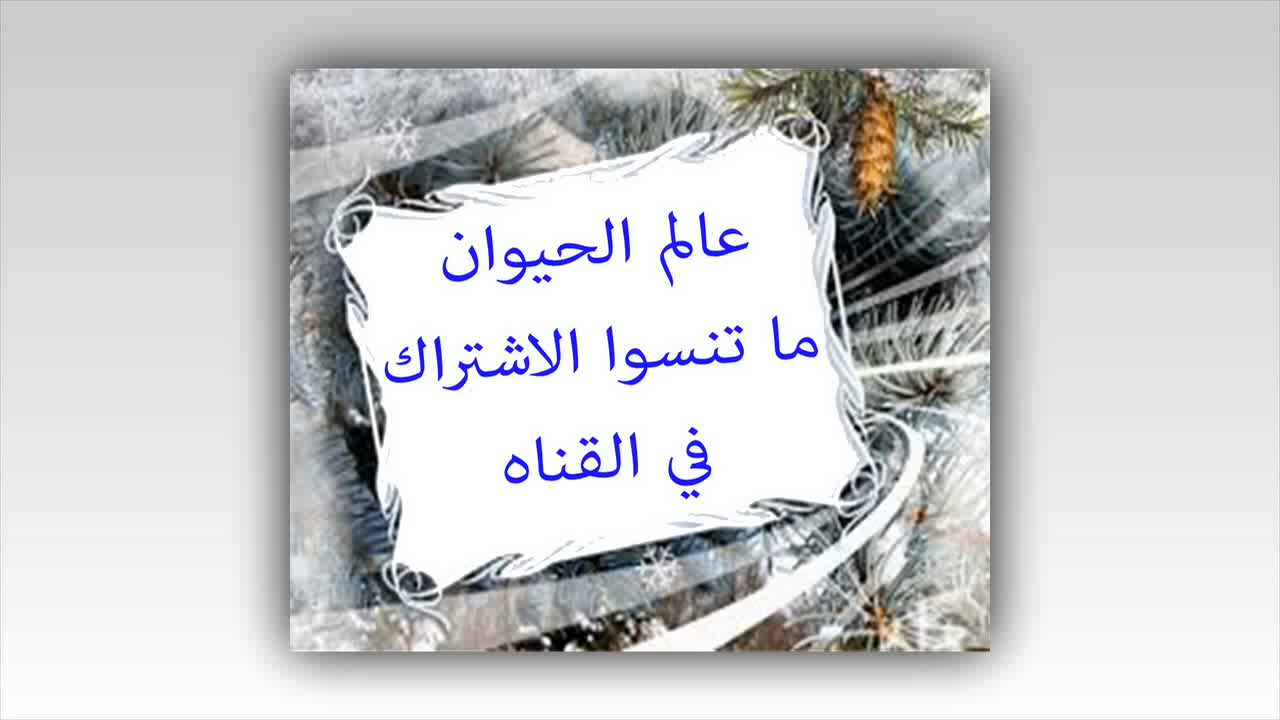 عالم الحيوان
ما تنسوا الاشتراك
في القناه